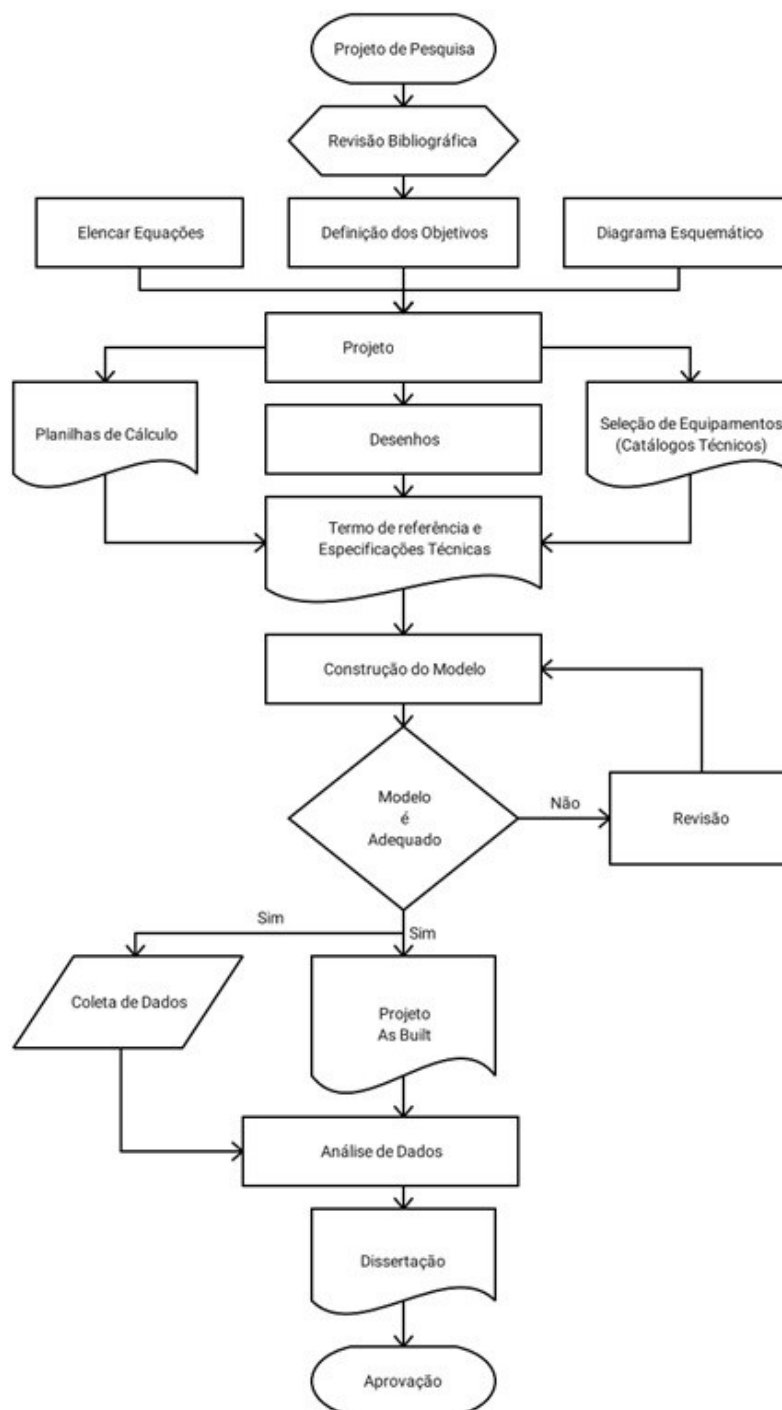 Projeto de Pesquisa
Revisão Bibliográfica
Elencar Equações
Definição dos Objetivos
Diagrama Esquemático
Projeto
Planilhas de Cálculo
Desenhos
Seleção de Equipamentos
(Catálogos Técnicos)
Termo de referência e
Especificações Técnicas
Construção do Modelo
Modelo
é
Adequado
Não
Revisão
Sim
Sim
Coleta de Dados
Projeto
As Built
Análise de Dados
Dissertação
Aprovação